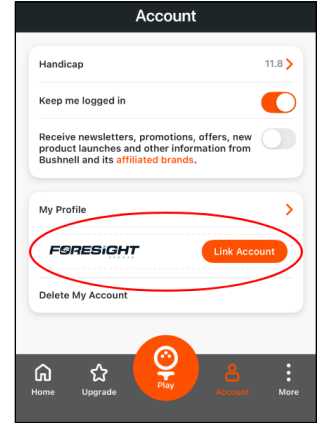 Account
Handicap
11.8
Keep me logged in
Receive newsletters, promotions, offers, new
product launches and other information from
Bushnell and its affiliated brands.
My Profile
FORESIGHT
SPORTS
Link Account
Delete My Account
Home
Upgrade
Play
Account
More